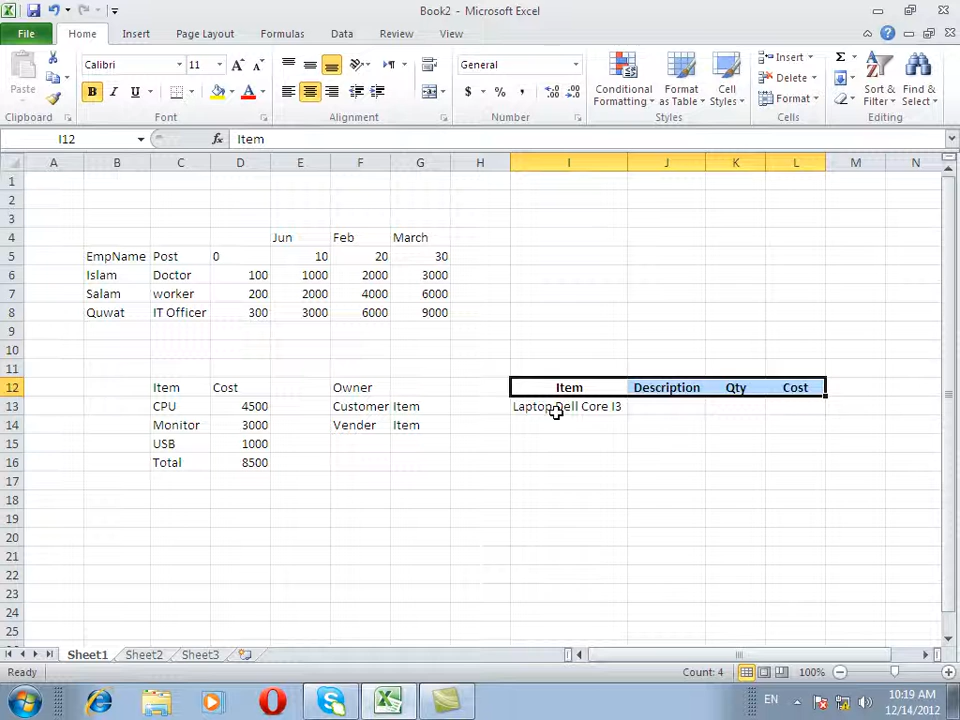 Book2 - Microsoft Excel
File Home Insert Page Layout Formulas Data Review View
Calibri 11 General
Paste
B I U
Conditional Formatting Format as Table Cell Styles
Insert
Delete
Format
Sort & Filter Find & Select
Clipboard Font Alignment Number Styles Cells Editing
I12 fx Item
A B C D E F G H I J K L M N
1
2
3
4 Jun Feb March
5 EmpName Post 0 10 20 30
6 Islam Doctor 100 1000 2000 3000
7 Salam worker 200 2000 4000 6000
8 Quwat IT Officer 300 3000 6000 9000
9
10
11
12 Item Cost Owner Item Description Qty Cost
13 CPU 4500 Customer Item Laptop Dell Core I3
14 Monitor 3000 Vender Item
15 USB 1000
16 Total 8500
17
18
19
20
21
22
23
24
25
Sheet1 Sheet2 Sheet3
Ready Count: 4 100%
EN 10:19 AM
12/14/2012